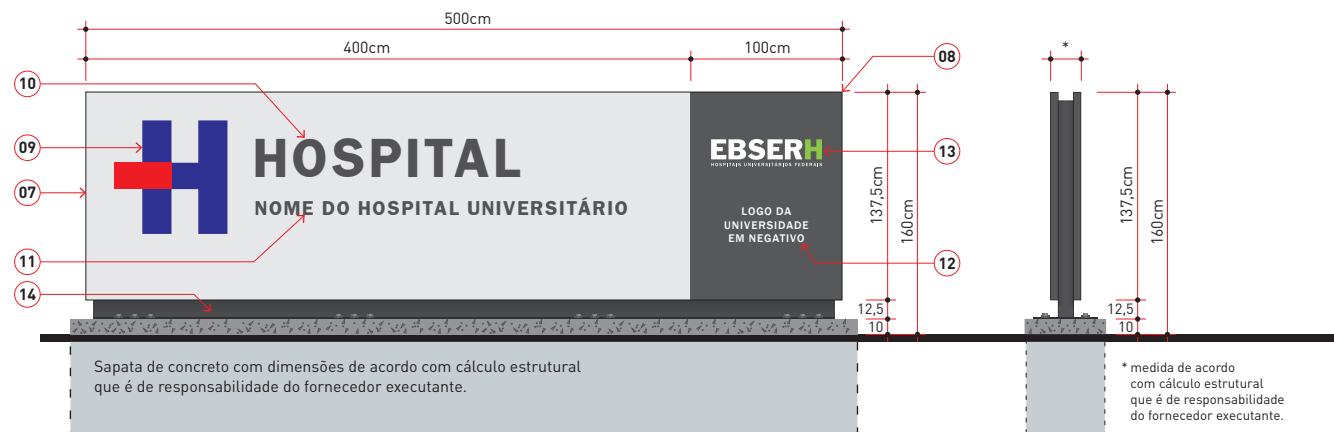 500cm
400cm
100cm
*
08
10
09
07
11
14
HOSPITAL
NOME DO HOSPITAL UNIVERSITÁRIO
EBSERH
HOSPITAIS UNIVERSITÁRIOS FEDERAIS
LOGO DA
UNIVERSIDADE
EM NEGATIVO
13
12
137,5cm
160cm
12,5
10
137,5cm
160cm
12,5
10
Sapata de concreto com dimensões de acordo com cálculo estrutural
que é de responsabilidade do fornecedor executante.
* medida de acordo
com cálculo estrutural
que é de responsabilidade
do fornecedor executante.